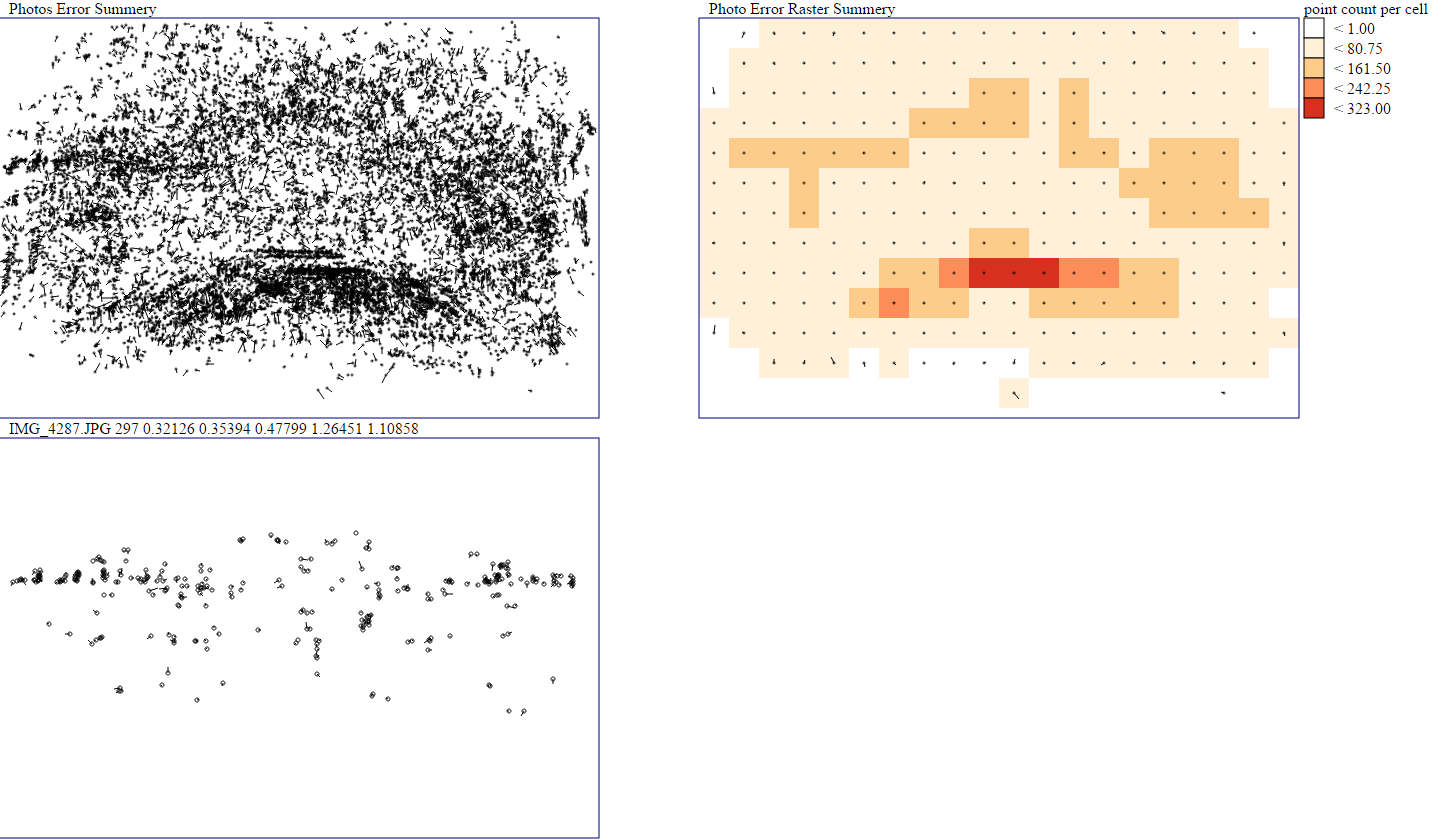 Photos Error Summery
Photo Error Raster Summery
point count per cell
< 1.00
< 80.75
< 161.50
< 242.25
< 323.00
IMG_4287.JPG 297 0.32126 0.35394 0.47799 1.26451 1.10858